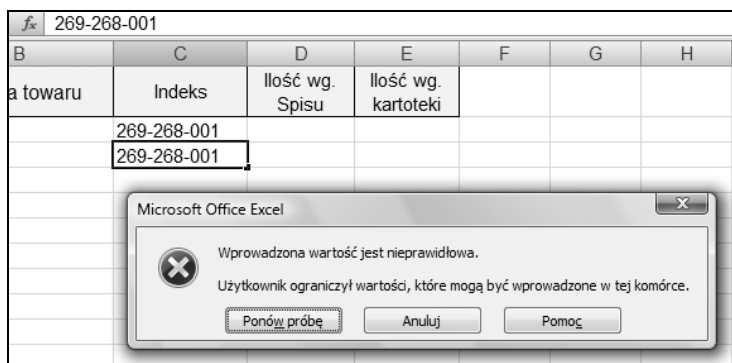 fx 269-268-001
B C D E F G H
a towaru Indeks Ilość wg. Spisu Ilość wg. kartoteki
269-268-001
269-268-001
Microsoft Office Excel
Wprowadzona wartość jest nieprawidłowa.
Użytkownik ograniczył wartości, które mogą być wprowadzone w tej komórce.
Ponów próbę Anuluj Pomoc